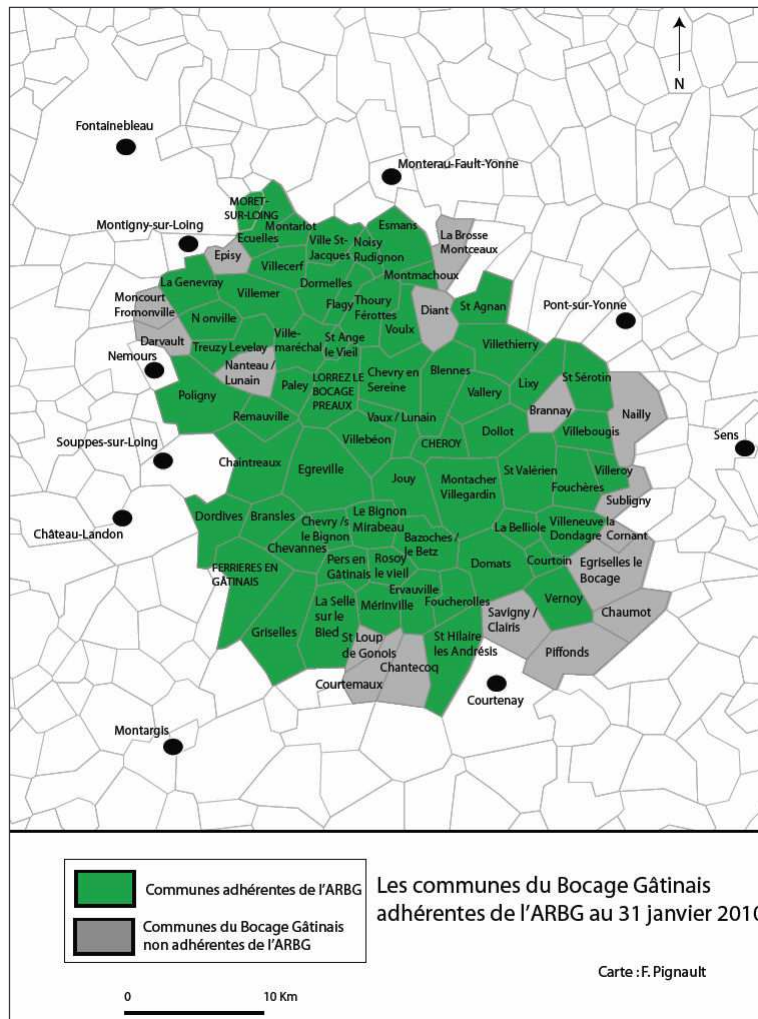 N
Fontainebleau
Monterau-Fault-Yonne
MORET-
SUR-LOING
Montarlot
Ecuelles
Montigny-sur-Loing
Episy
Ville St-
Jacques
Noisy
Rudignon
Esmans
La Brosse
Montceaux
Villecerf
Montmachoux
La Genevray
Villemer
Dormelles
Flagy
Thoury
Férottes
Diant
St Agnan
Pont-sur-Yonne
Moncourt
Fromonville
N onville
Ville-
maréchal
St Ange
le Vieil
Voulx
Darvault
Treuzy Levelay
Villethierry
Nemours
Nanteau /
Lunain
Paley
LORREZ LE
BOCAGE
PREAUX
Chevry en
Sereine
Blennes
Vallery
Lixy
St Sérotin
Poligny
Remauville
Vaux / Lunain
Brannay
Nailly
Villebéon
CHEROY
Dollot
Villebougis
Souppes-sur-Loing
Sens
Chaintreaux
Egreville
Jouy
Montacher
Villegardin
St Valérien
Villeroy
Fouchères
Subligny
Château-Landon
Dordives
Bransles
Chevry /s
le Bignon
Le Bignon
Mirabeau
Bazoches /
le Betz
La Belliole
Villeneuve la
Dondagre
Cornant
Chevannes
FERRIERES EN
GÂTINAIS
Pers en
Gâtinais
Rosoy
le vieil
Domats
Courtoin
Egriselles le
Bocage
Ervauville
La Selle
sur le
Bied
Mérinville
Foucherolles
Vernoy
Savigny /
Clairis
Chaumot
Griselles
St Loup
de Gonois
St Hilaire
les Andrésis
Piffonds
Chantecoq
Courtemaux
Courtenay
Montargis
Communes adhérentes de l'ARBG
Communes du Bocage Gâtinais
non adhérentes de l'ARBG
Les communes du Bocage Gâtinais
adhérentes de l'ARBG au 31 janvier 2010
Carte : F. Pignault
0 10 Km